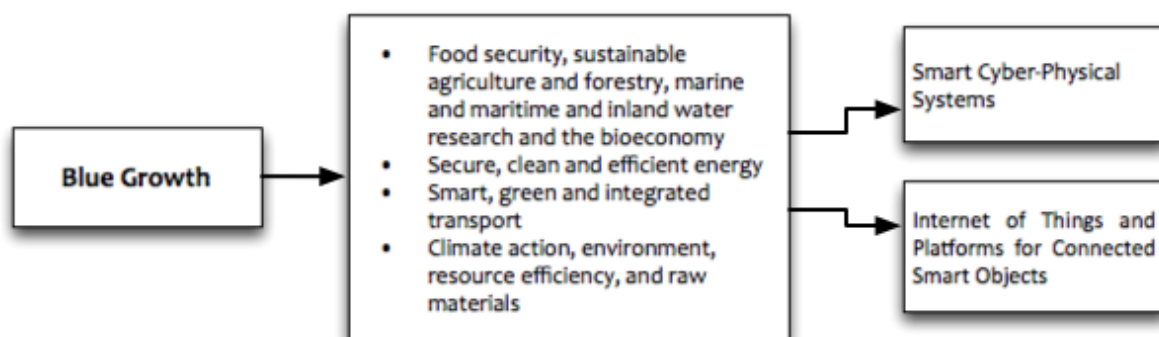 Blue Growth
• Food security, sustainable
agriculture and forestry, marine
and maritime and inland water
research and the bioeconomy
• Secure, clean and efficient energy
• Smart, green and integrated
transport
• Climate action, environment,
resource efficiency, and raw
materials
Smart Cyber-Physical
Systems
Internet of Things and
Platforms for Connected
Smart Objects